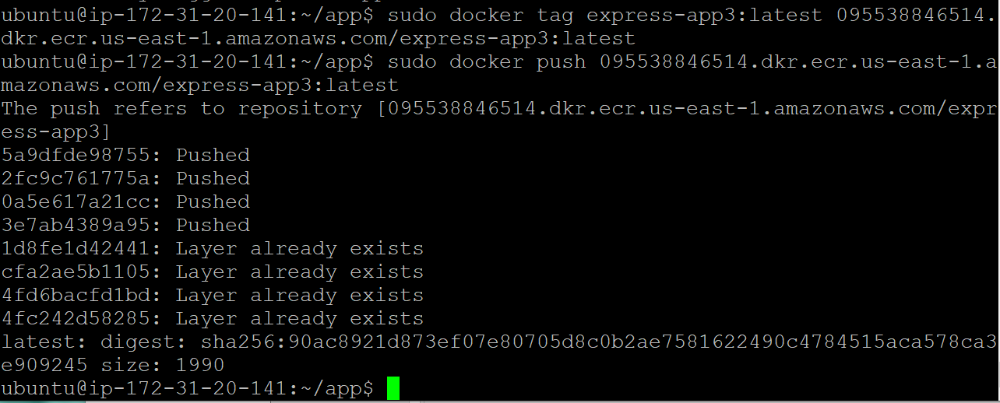 ubuntu@ip-172-31-20-141:~/app$ sudo docker tag express-app3:latest 095538846514.
dkr.ecr.us-east-1.amazonaws.com/express-app3:latest
ubuntu@ip-172-31-20-141:~/app$ sudo docker push 095538846514.dkr.ecr.us-east-1.a
mazonaws.com/express-app3:latest
The push refers to repository [095538846514.dkr.ecr.us-east-1.amazonaws.com/expr
ess-app3]
5a9dfde98755: Pushed
2fc9c761775a: Pushed
0a5e617a21cc: Pushed
3e7ab4389a95: Pushed
1d8fe1d42441: Layer already exists
cfa2ae5b1105: Layer already exists
4fd6bacfd1bd: Layer already exists
4fc242d58285: Layer already exists
latest: digest: sha256:90ac8921d873ef07e80705d8c0b2ae7581622490c4784515aca578ca3
e909245 size: 1990
ubuntu@ip-172-31-20-141:~/app$